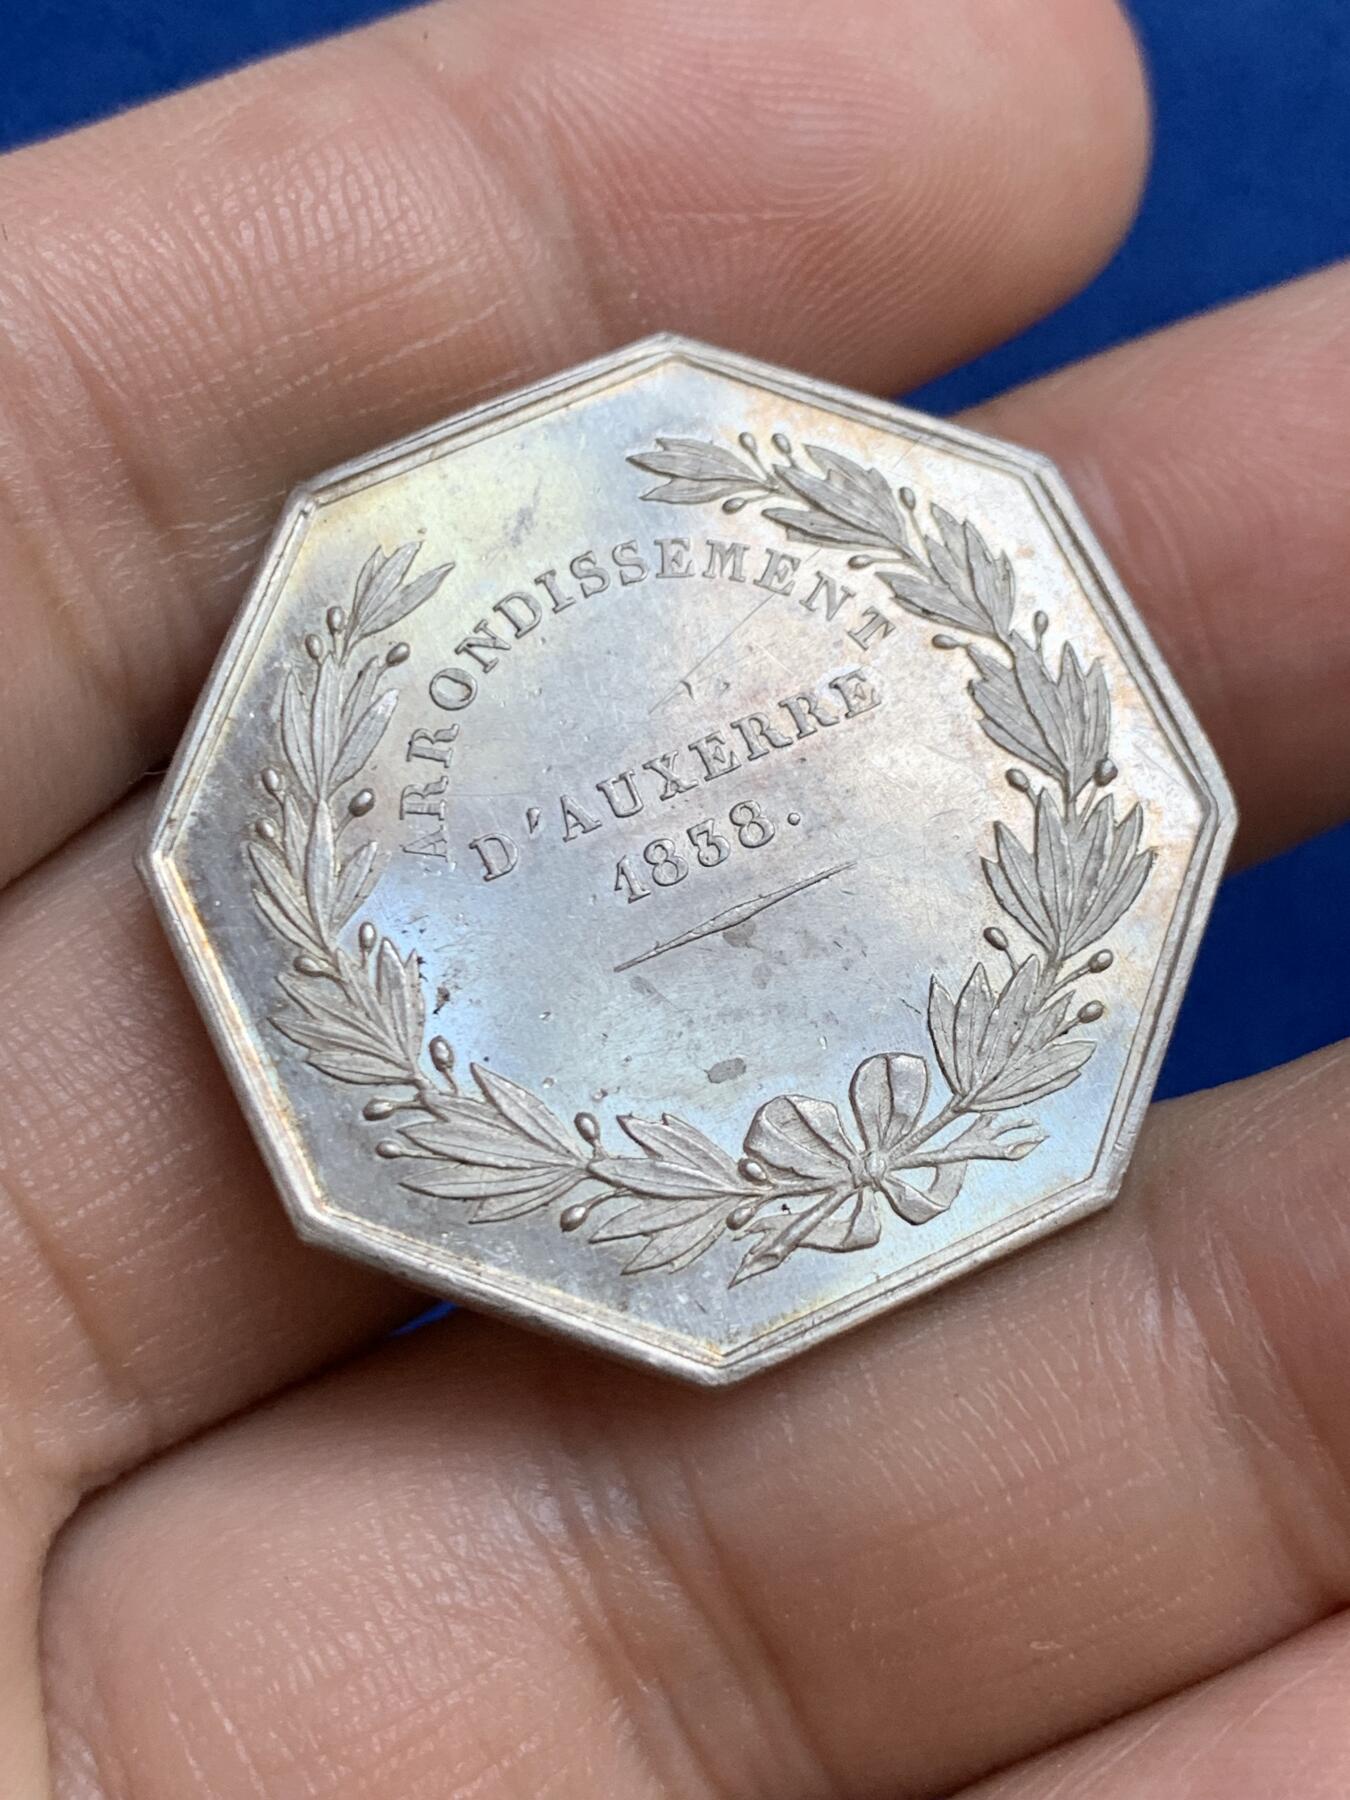 ARRONDISSEMENT
D'AUXERRE
1838.